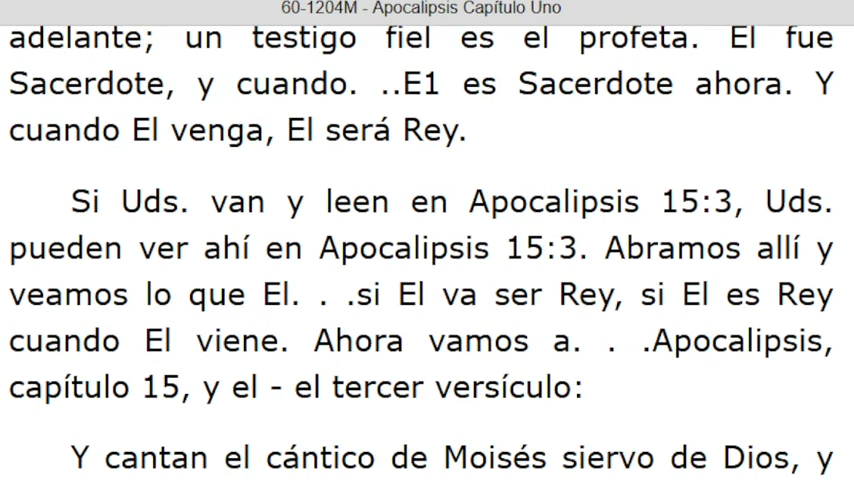 60-1204M - Apocalipsis Capítulo Uno
adelante; un testigo fiel es el profeta. El fue
Sacerdote, y cuando. ..E1 es Sacerdote ahora. Y
cuando El venga, El será Rey.
Si Uds. van y leen en Apocalipsis 15:3, Uds.
pueden ver ahí en Apocalipsis 15:3. Abramos allí y
veamos lo que El. . .si El va ser Rey, si El es Rey
cuando El viene. Ahora vamos a. . .Apocalipsis,
capítulo 15, y el - el tercer versículo:
Y cantan el cántico de Moisés siervo de Dios, y